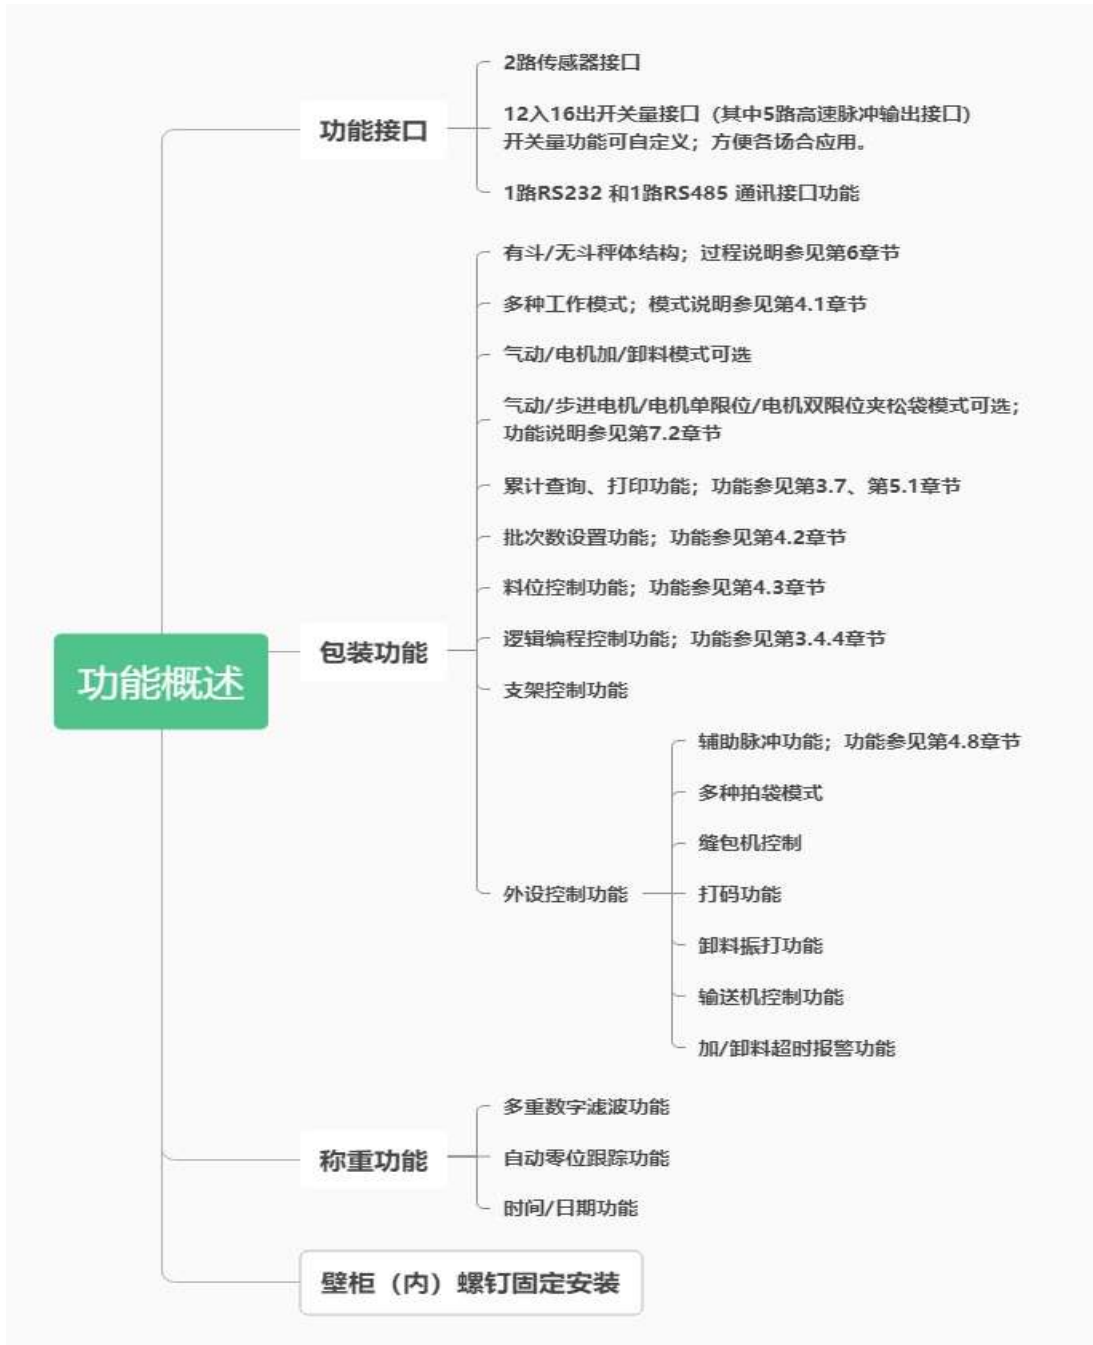 功能概述
功能接口
2路传感器接口
12入16出开关量接口（其中5路高速脉冲输出接口）
开关量功能可自定义；方便各场合应用。
1路RS232 和1路RS485 通讯接口功能
包装功能
有斗/无斗秤体结构；过程说明参见第6章节
多种工作模式；模式说明参见第4.1章节
气动/电机加/卸料模式可选
气动/步进电机/电机单限位/电机双限位夹松袋模式可选；
功能说明参见第7.2章节
累计查询、打印功能；功能参见第3.7、第5.1章节
批次数设置功能；功能参见第4.2章节
料位控制功能；功能参见第4.3章节
逻辑编程控制功能；功能参见第3.4.4章节
支架控制功能
外设控制功能
辅助脉冲功能；功能参见第4.8章节
多种拍袋模式
缝包机控制
打码功能
卸料振打功能
输送机控制功能
加/卸料超时报警功能
称重功能
多重数字滤波功能
自动零位跟踪功能
时间/日期功能
壁柜（内）螺钉固定安装